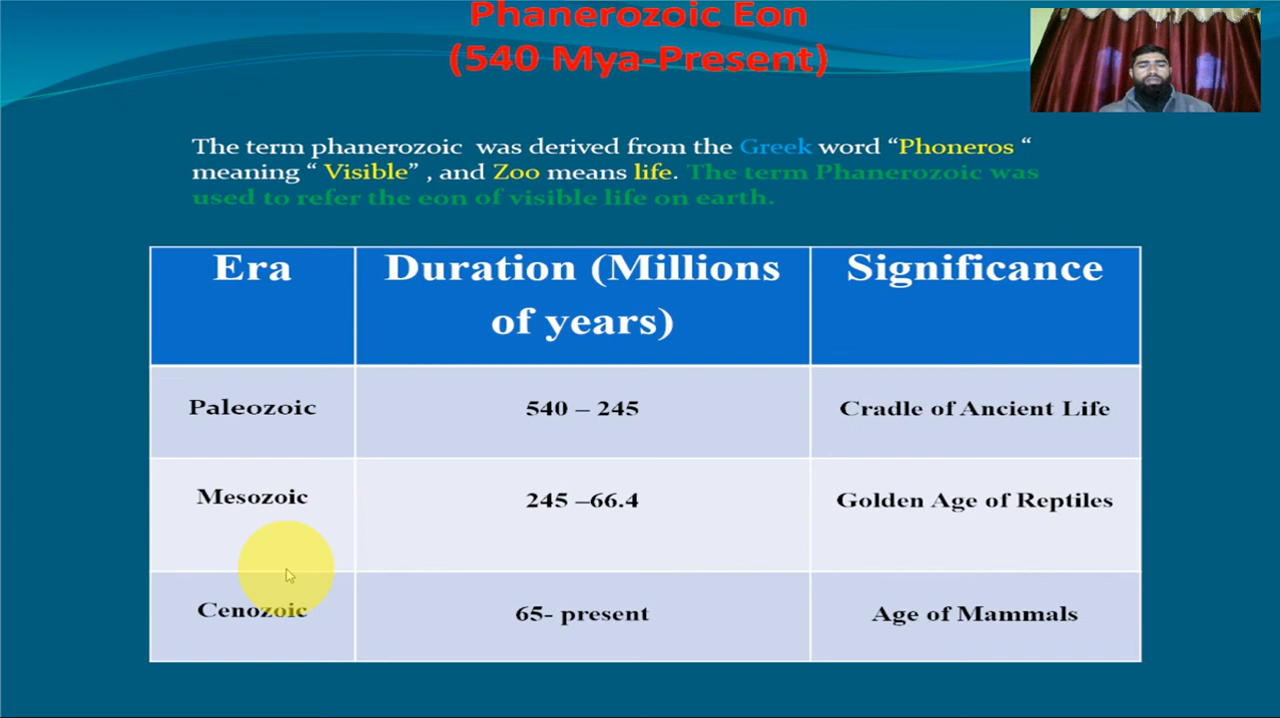 Phanerozoic Eon
(540 Mya-Present)
The term phanerozoic was derived from the Greek word “Phoneros “
meaning “ Visible” , and Zoo means life. The term Phanerozoic was
used to refer the eon of visible life on earth.
Era
Duration (Millions
of years)
Significance
Paleozoic
540 – 245
Cradle of Ancient Life
Mesozoic
245 –66.4
Golden Age of Reptiles
Cenozoic
65- present
Age of Mammals